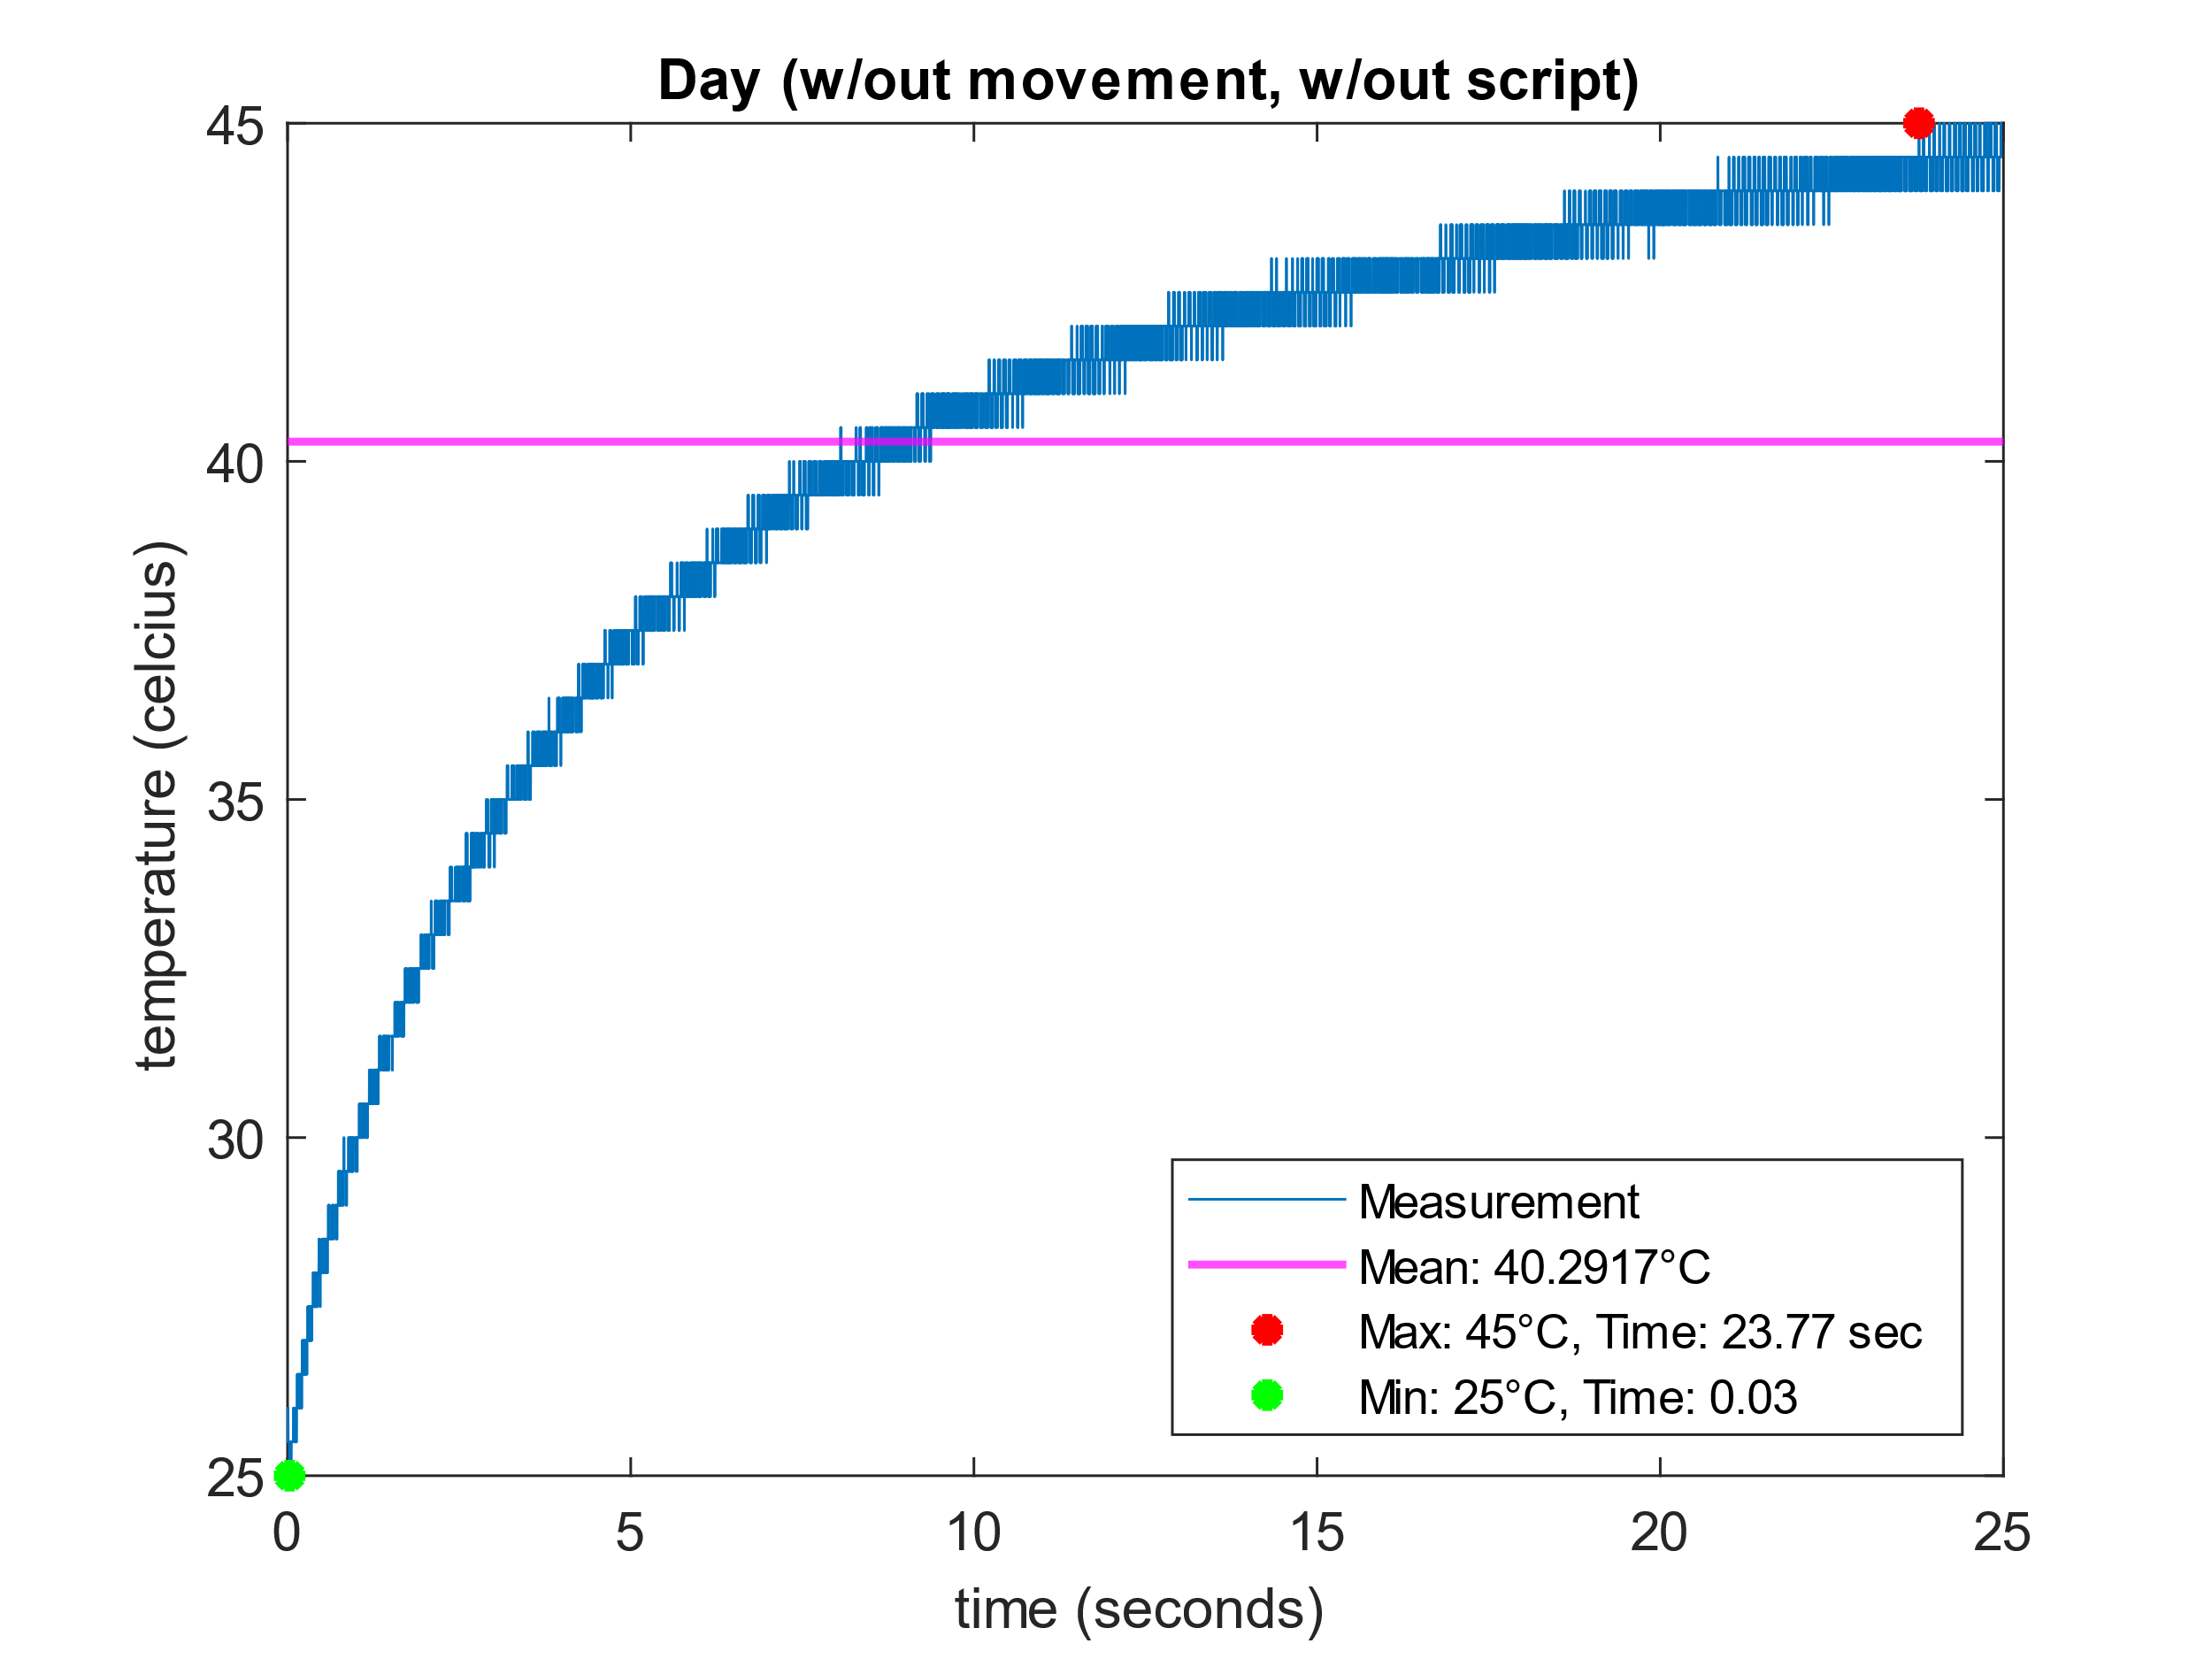 Day (w/out movement, w/out script)
45
40
35
30
25
temperature (celcius)
Measurement
Mean: 40.2917°C
Max: 45°C, Time: 23.77 sec
Min: 25°C, Time: 0.03
0 5 10 15 20 25
time (seconds)